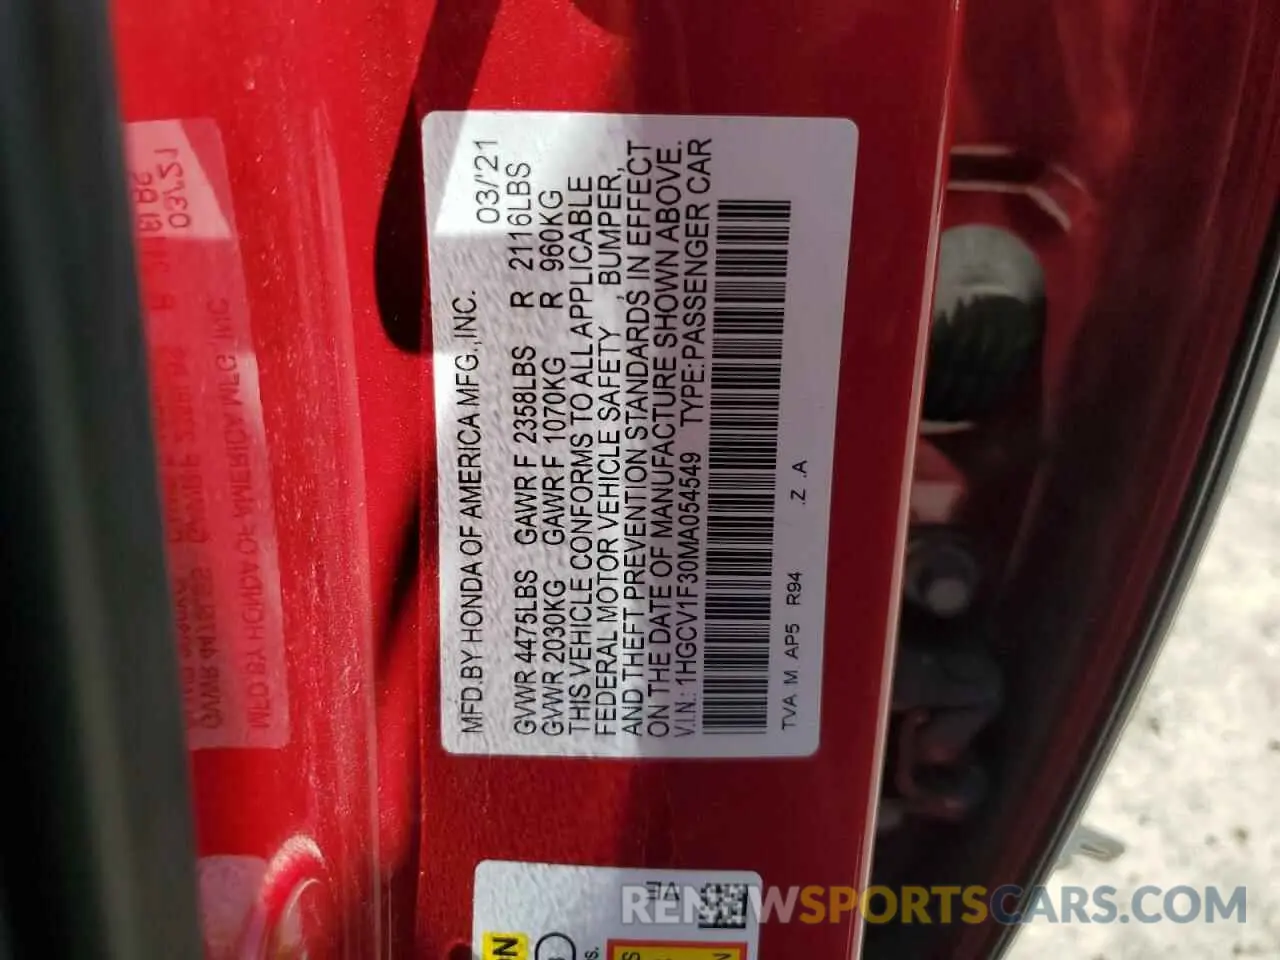 MFD. BY HONDA OF AMERICA MFG., INC. 03/'21
GVWR 4475LBS GAWR F 2358LBS R 2116LBS
GVWR 2030KG GAWR F 1070KG R 960KG
THIS VEHICLE CONFORMS TO ALL APPLICABLE
FEDERAL MOTOR VEHICLE SAFETY , BUMPER,
AND THEFT PREVENTION STANDARDS IN EFFECT
ON THE DATE OF MANUFACTURE SHOWN ABOVE.
V.I.N.: 1HGCV1F30MA054549 TYPE: PASSENGER CAR
TVA M AP5 R94 .Z .A
RENEWSPORTSCARS.COM